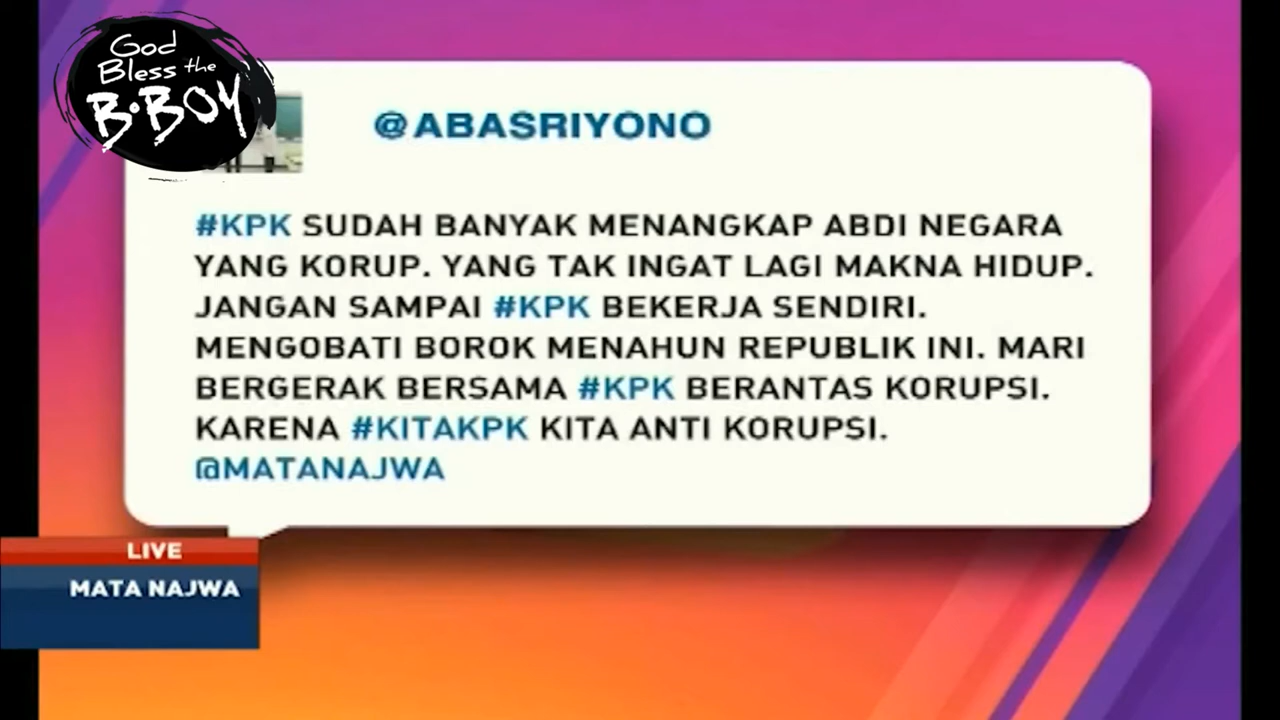 God
Bless the
B·BOY
@ABASRIYONO
#KPK SUDAH BANYAK MENANGKAP ABDI NEGARA
YANG KORUP. YANG TAK INGAT LAGI MAKNA HIDUP.
JANGAN SAMPAI #KPK BEKERJA SENDIRI.
MENGOBATI BOROK MENAHUN REPUBLIK INI. MARI
BERGERAK BERSAMA #KPK BERANTAS KORUPSI.
KARENA #KITAKPK KITA ANTI KORUPSI.
@MATANAJWA
LIVE
MATA NAJWA